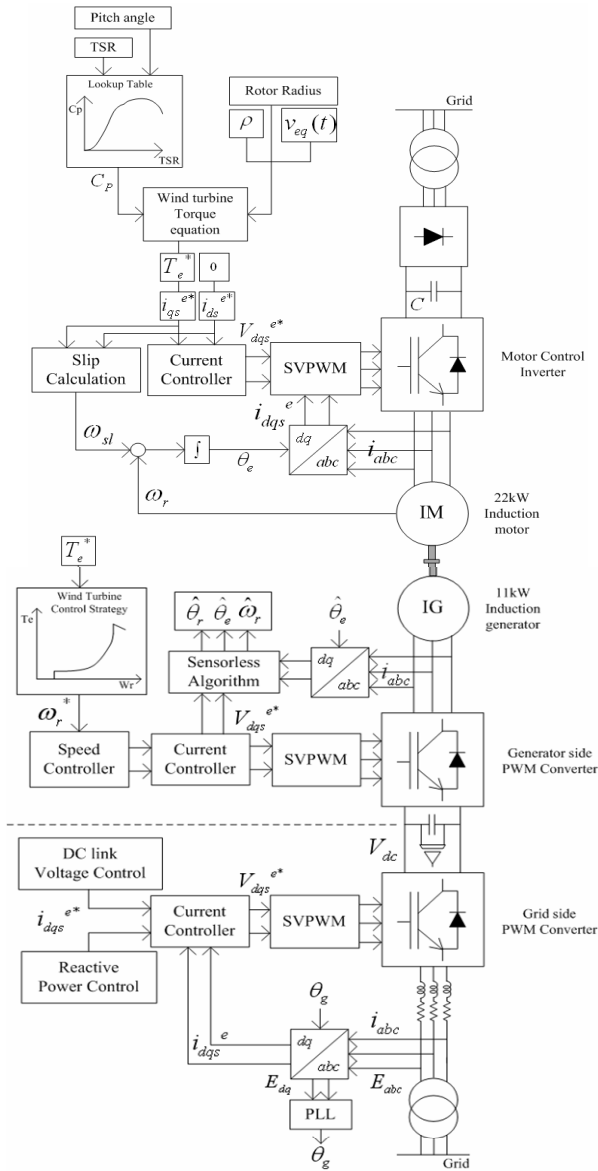 Pitch angle
TSR
Lookup Table
Cp
TSR
C_P
Rotor Radius
ρ
v_eq (t)
Wind turbine
Torque
equation
T_e^*
0
i_qs^e*
i_ds^e*
Slip
Calculation
Current
Controller
V_dqs^e*
SVPWM
i_dqs^e
ω_sl
∫
θ_e
dq
abc
i_abc
ω_r
Grid
C
Motor Control
Inverter
IM
22kW
Induction
motor
IG
11kW
Induction
generator
T_e^*
Wind Turbine
Control Strategy
Te
Wr
ω_r^*
θ̂_r θ̂_e ω̂_r
Sensorless
Algorithm
θ̂_e
dq
abc
i_abc
Speed
Controller
Current
Controller
V_dqs^e*
SVPWM
Generator side
PWM Converter
V_dc
DC link
Voltage Control
i_dqs^e*
Reactive
Power Control
Current
Controller
V_dqs^e*
SVPWM
Grid side
PWM Converter
i_dqs^e
θ_g
dq
abc
i_abc
E_dq
E_abc
PLL
θ_g
Grid